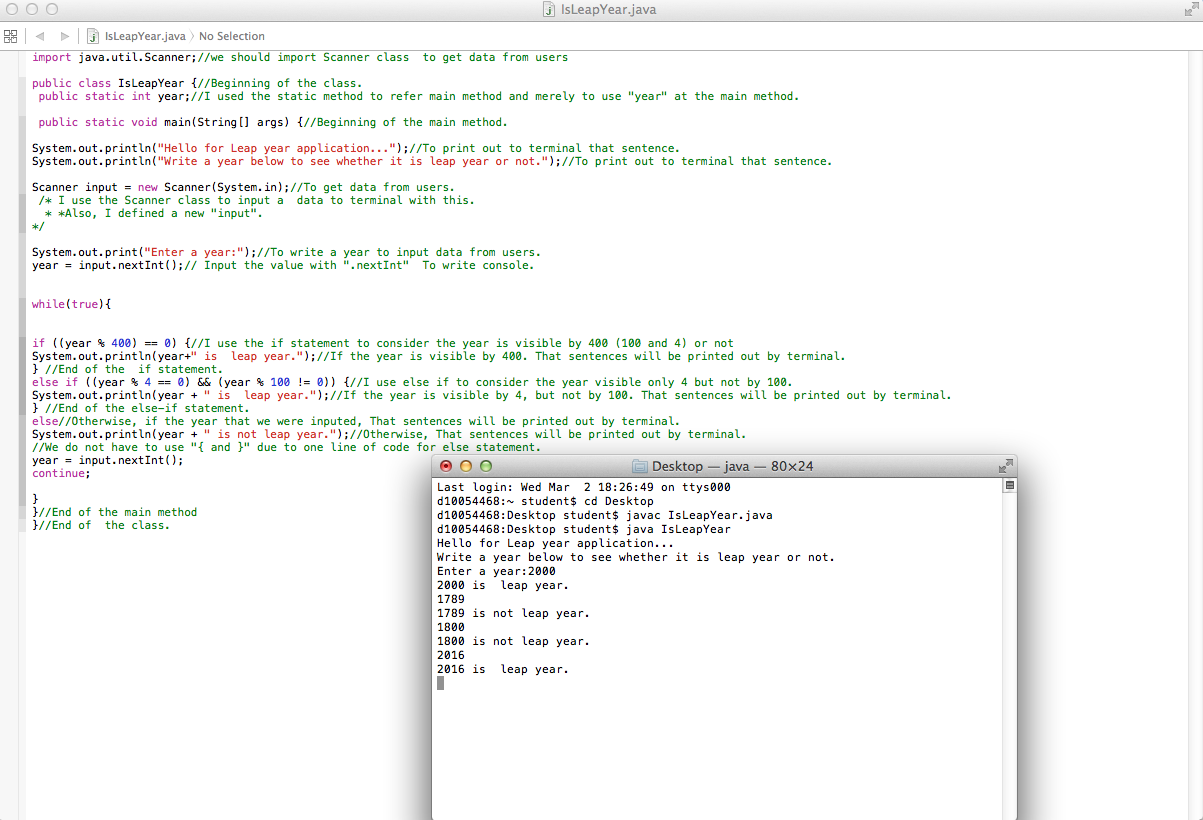 IsLeapYear.java
IsLeapYear.java 〉 No Selection
import java.util.Scanner;//we should import Scanner class  to get data from users
public class IsLeapYear {//Beginning of the class.
public static int year;//I used the static method to refer main method and merely to use "year" at the main method.
public static void main(String[] args) {//Beginning of the main method.
System.out.println("Hello for Leap year application...");//To print out to terminal that sentence.
System.out.println("Write a year below to see whether it is leap year or not.");//To print out to terminal that sentence.
Scanner input = new Scanner(System.in);//To get data from users.
/* I use the Scanner class to input a  data to terminal with this.
* *Also, I defined a new "input".
*/
System.out.print("Enter a year:");//To write a year to input data from users.
year = input.nextInt();// Input the value with ".nextInt"  To write console.
while(true){
if ((year % 400) == 0) {//I use the if statement to consider the year is visible by 400 (100 and 4) or not
System.out.println(year+" is  leap year.");//If the year is visible by 400. That sentences will be printed out by terminal.
} //End of the  if statement.
else if ((year % 4 == 0) && (year % 100 != 0)) {//I use else if to consider the year visible only 4 but not by 100.
System.out.println(year + " is  leap year.");//If the year is visible by 4, but not by 100. That sentences will be printed out by terminal.
} //End of the else-if statement.
else//Otherwise, if the year that we were inputed, That sentences will be printed out by terminal.
System.out.println(year + " is not leap year.");//Otherwise, That sentences will be printed out by terminal.
//We do not have to use "{ and }" due to one line of code for else statement.
year = input.nextInt();
continue;
}
}//End of the main method
}//End of  the class.
Desktop — java — 80×24
Last login: Wed Mar  2 18:26:49 on ttys000
d10054468:~ student$ cd Desktop
d10054468:Desktop student$ javac IsLeapYear.java
d10054468:Desktop student$ java IsLeapYear
Hello for Leap year application...
Write a year below to see whether it is leap year or not.
Enter a year:2000
2000 is  leap year.
1789
1789 is not leap year.
1800
1800 is not leap year.
2016
2016 is  leap year.